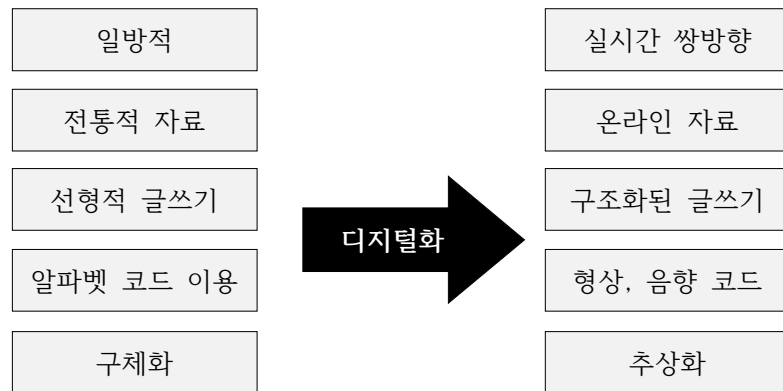 일방적
실시간 쌍방향
전통적 자료
온라인 자료
선형적 글쓰기
구조화된 글쓰기
디지털화
알파벳 코드 이용
형상, 음향 코드
구체화
추상화